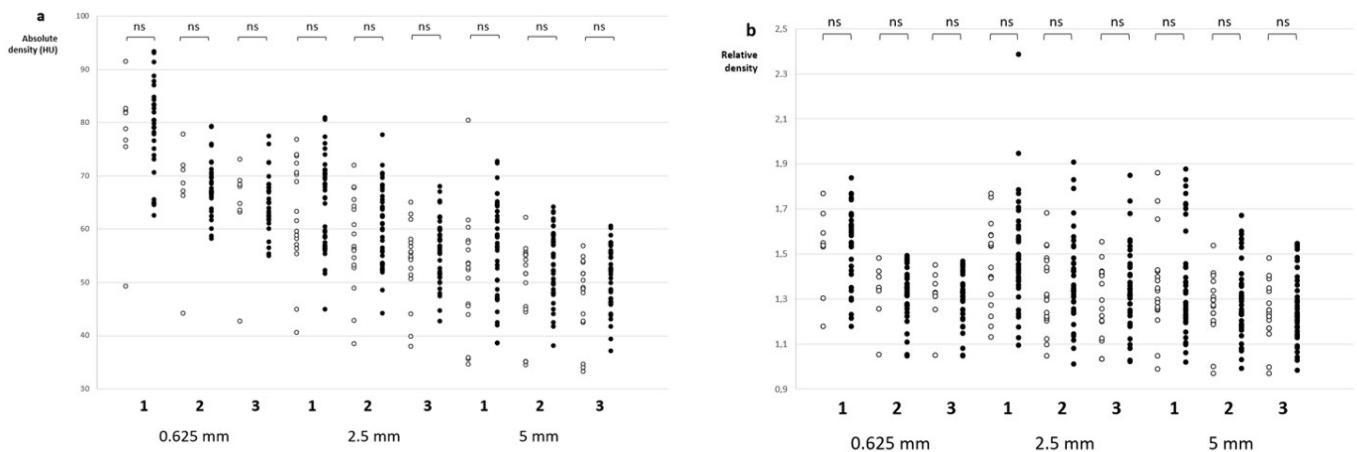 a
Absolute
density (HU)
ns ns ns ns ns ns ns ns ns
100
90
80
70
60
50
40
30
1 2 3 1 2 3 1 2 3
0.625 mm 2.5 mm 5 mm
b
Relative
density
ns ns ns ns ns ns ns ns ns
2,5
2,3
2,1
1,9
1,7
1,5
1,3
1,1
0,9
1 2 3 1 2 3 1 2 3
0.625 mm 2.5 mm 5 mm